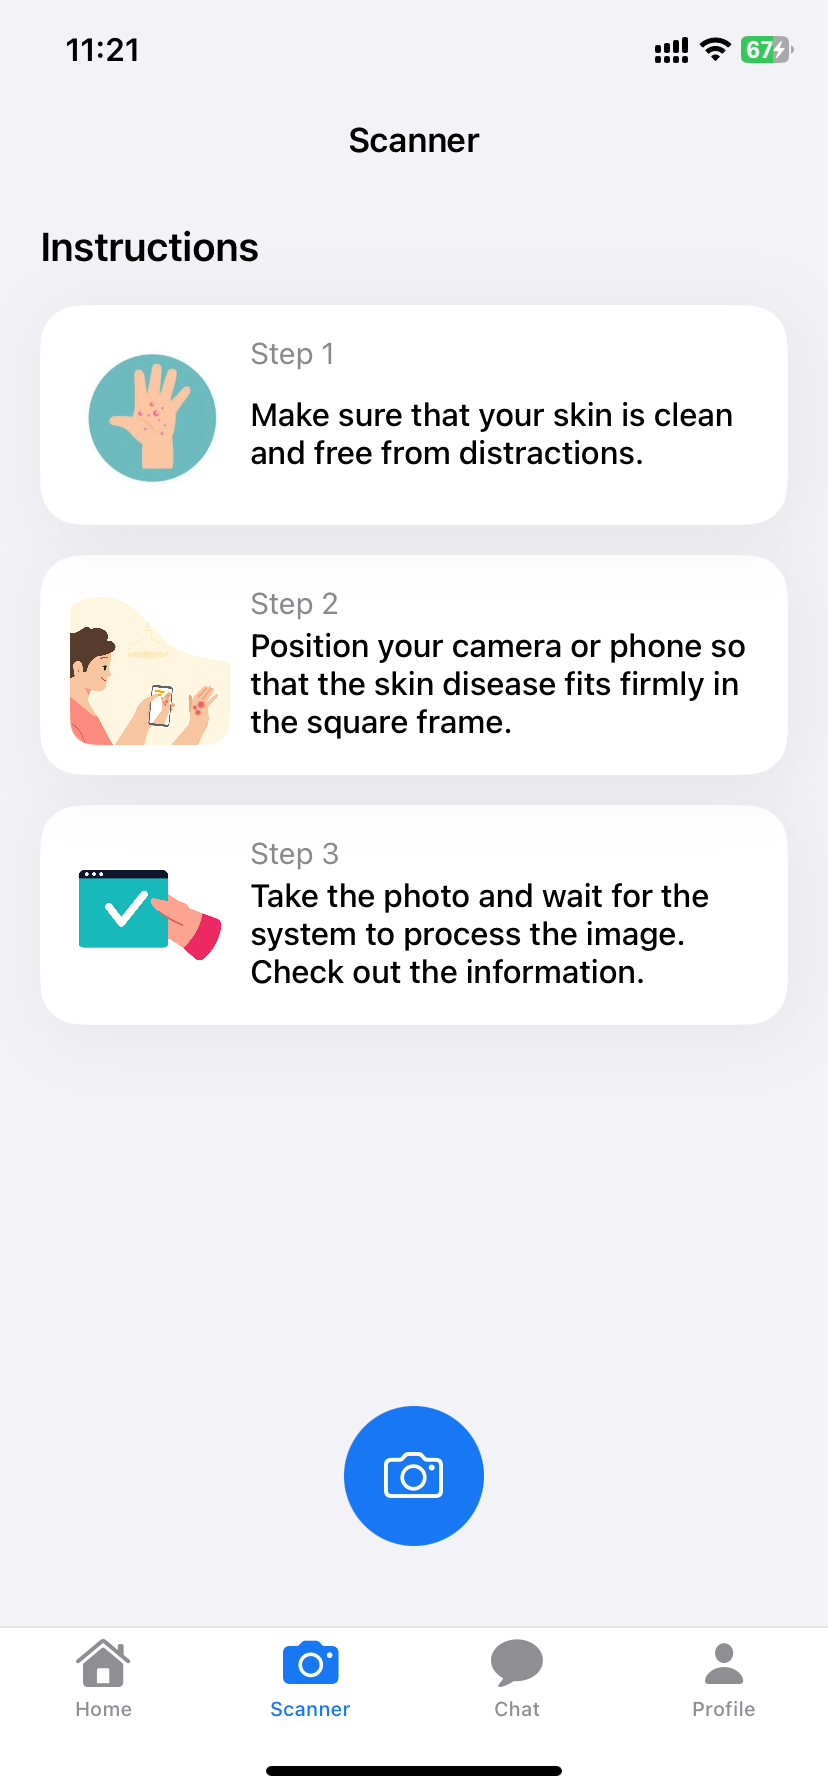 11:21
67
Scanner
Instructions
Step 1
Make sure that your skin is clean
and free from distractions.
Step 2
Position your camera or phone so
that the skin disease fits firmly in
the square frame.
Step 3
Take the photo and wait for the
system to process the image.
Check out the information.
Home
Scanner
Chat
Profile